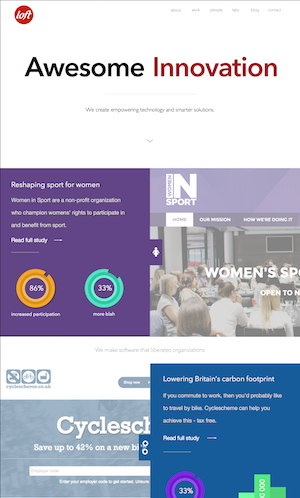 loft
about work people labs blog contact
Awesome Innovation
We create empowering technology and smarter solutions.
Reshaping sport for women
Women in Sport are a non-profit organization
who champion womens' rights to participate in
and benefit from sport.
Read full study
86%
33%
increased participation
more blah
WOMEN
IN
SPORT
HOME OUR MISSION HOW WE'RE DOING IT
WOMEN'S SPO
OPEN TO N
We make software that liberates organizations
cyclescheme.co.uk
Shop now
Cyclesch
Save up to 42% on a new bi
Employer code
Enter your employer code to get started. Unsure
Lowering Britain's carbon footprint
If you commute to work, then you'd probably like
to travel by bike. Cyclescheme can help you
achieve this - tax free.
Read full study
33%
000